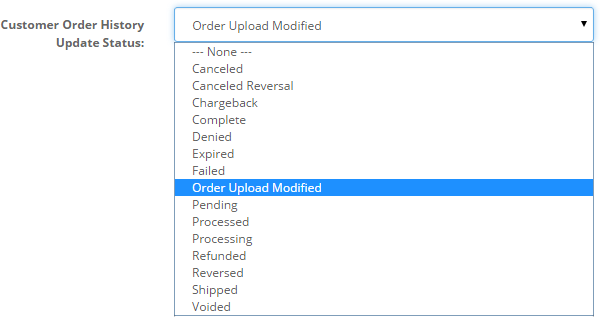 Customer Order History
Update Status:
Order Upload Modified
--- None ---
Canceled
Canceled Reversal
Chargeback
Complete
Denied
Expired
Failed
Order Upload Modified
Pending
Processed
Processing
Refunded
Reversed
Shipped
Voided